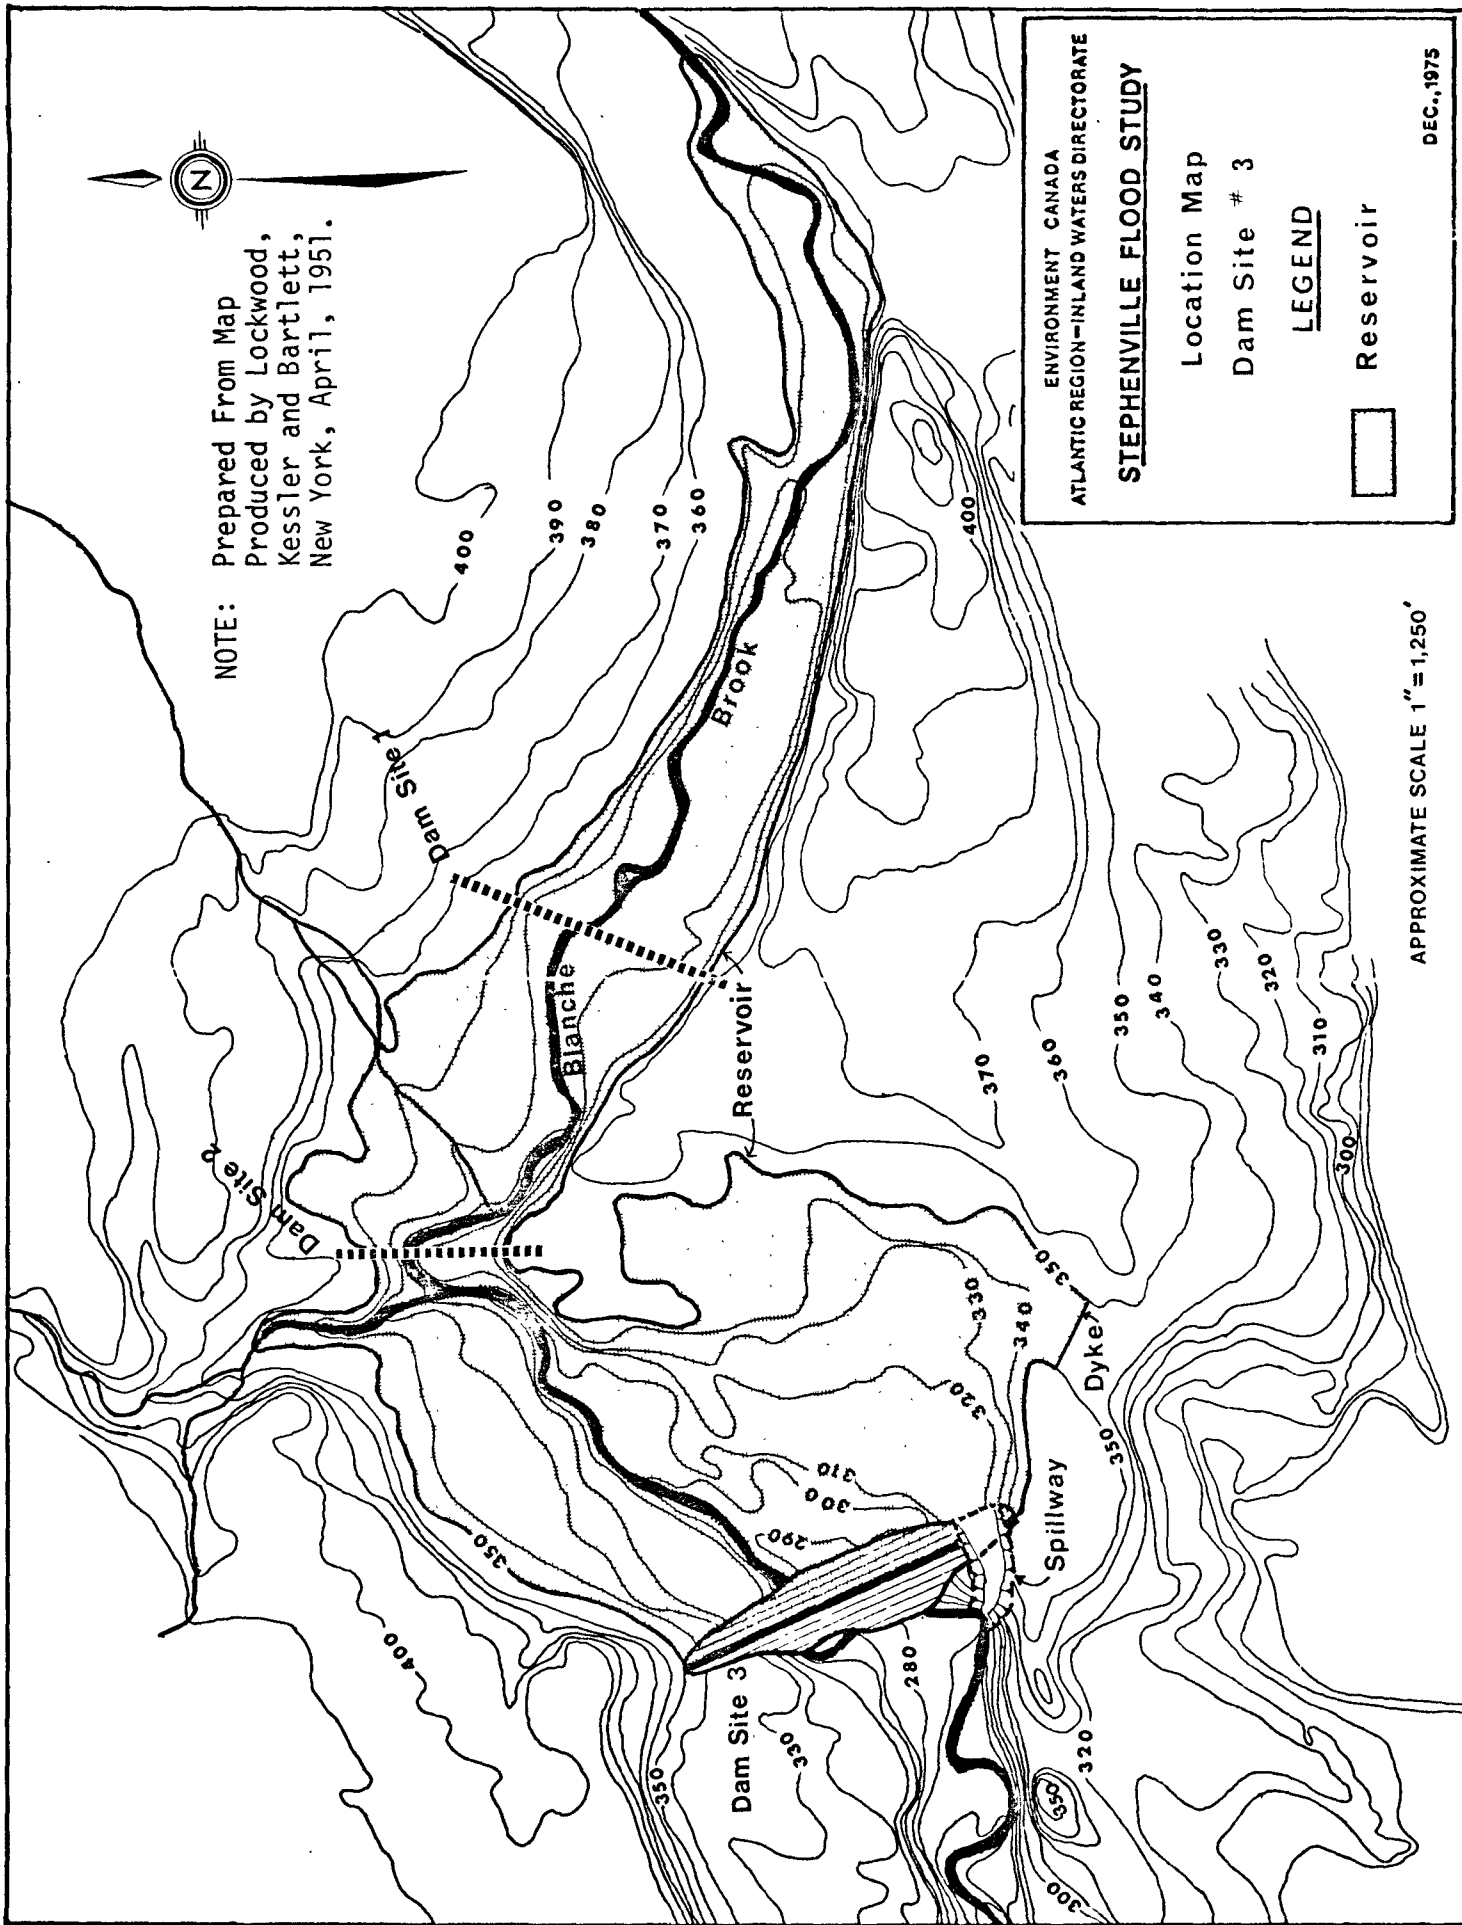 N
NOTE: Prepared From Map
Produced by Lockwood,
Kessler and Bartlett,
New York, April, 1951.
400
390
380
370
360
Dam Site 1
Dam Site 2
Brook
Blanche
Reservoir
400
370
360
350
340
330
320
310
300
350
330
340
320
310
300
290
350
400
Dyke
350
Spillway
Dam Site 3
280
330
350
320
350
300
APPROXIMATE SCALE 1"=1,250'
ENVIRONMENT CANADA
ATLANTIC REGION-INLAND WATERS DIRECTORATE
STEPHENVILLE FLOOD STUDY
Location Map
Dam Site # 3
LEGEND
Reservoir
DEC.,1975